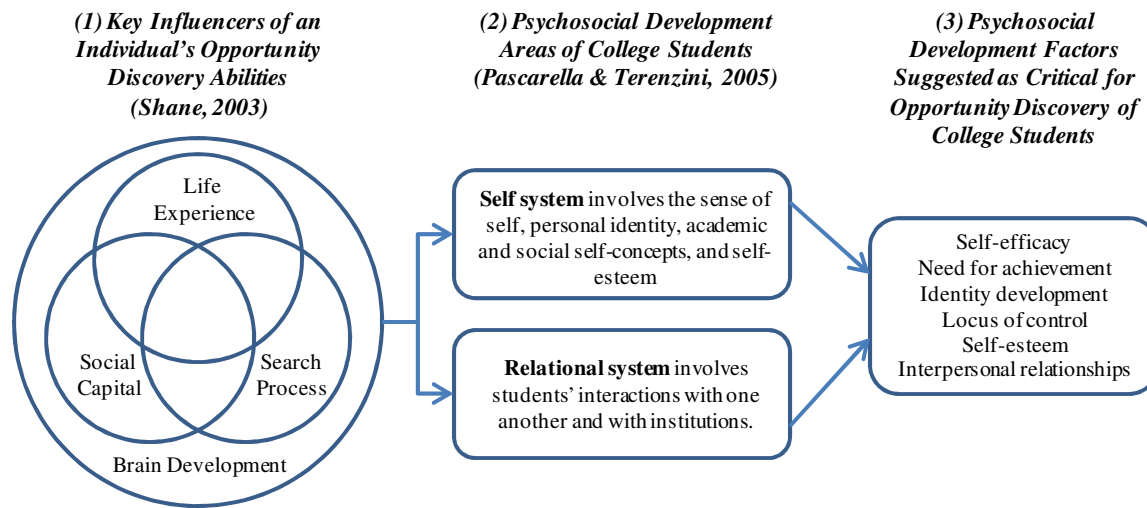 (1) Key Influencers of an
Individual's Opportunity
Discovery Abilities
(Shane, 2003)
(2) Psychosocial Development
Areas of College Students
(Pascarella & Terenzini, 2005)
(3) Psychosocial
Development Factors
Suggested as Critical for
Opportunity Discovery of
College Students
Life
Experience
Social
Capital
Search
Process
Brain Development
Self system involves the sense of
self, personal identity, academic
and social self-concepts, and self-
esteem
Relational system involves
students' interactions with one
another and with institutions.
Self-efficacy
Need for achievement
Identity development
Locus of control
Self-esteem
Interpersonal relationships